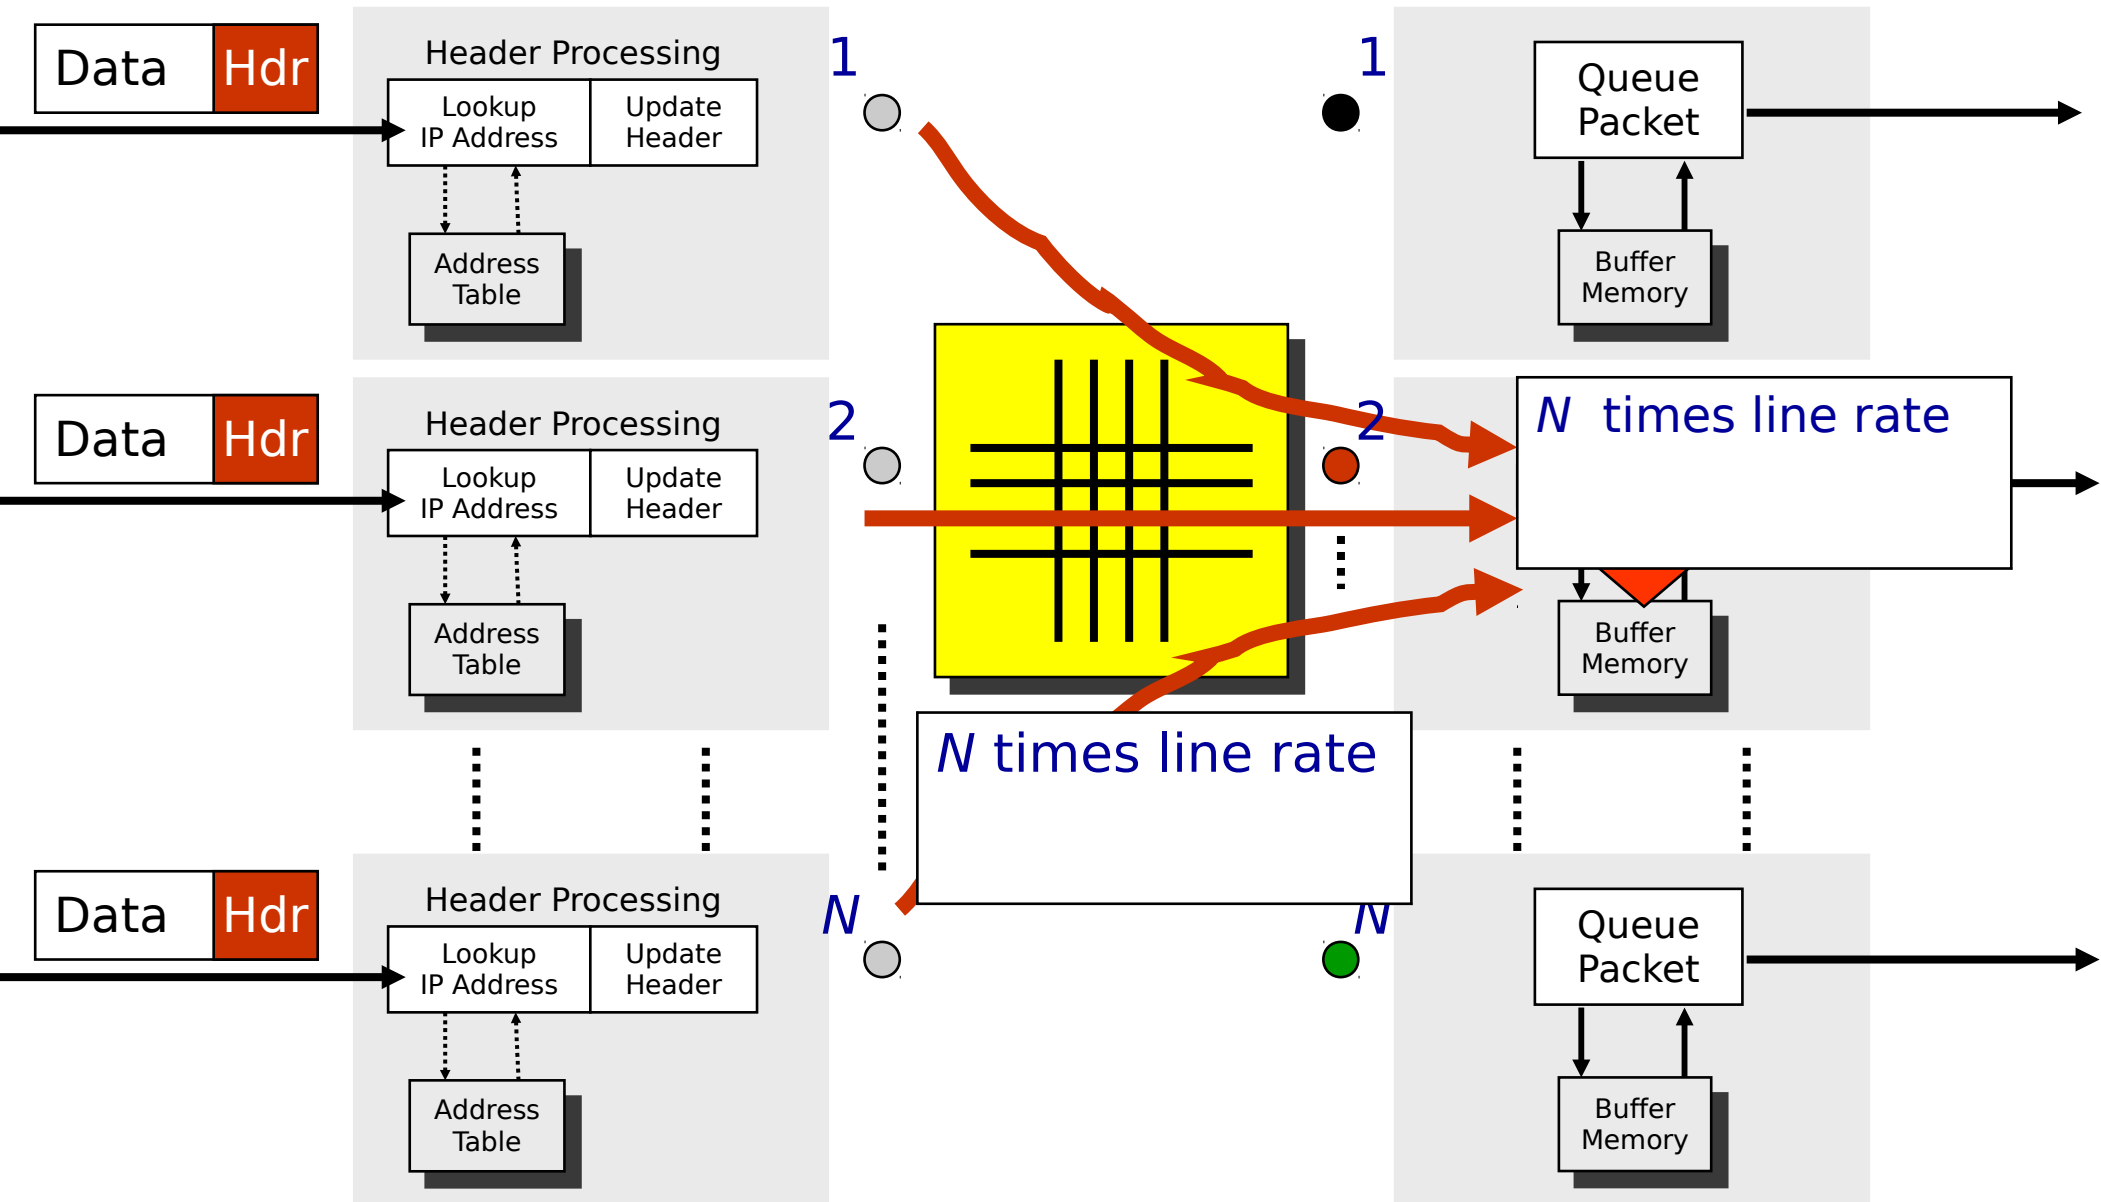 Data Hdr
Header Processing
Lookup
IP Address
Update
Header
Address
Table
1
1
Queue
Packet
Buffer
Memory
Data Hdr
Header Processing
Lookup
IP Address
Update
Header
Address
Table
2
2
N times line rate
Buffer
Memory
N times line rate
Data Hdr
Header Processing
Lookup
IP Address
Update
Header
Address
Table
N
N
Queue
Packet
Buffer
Memory